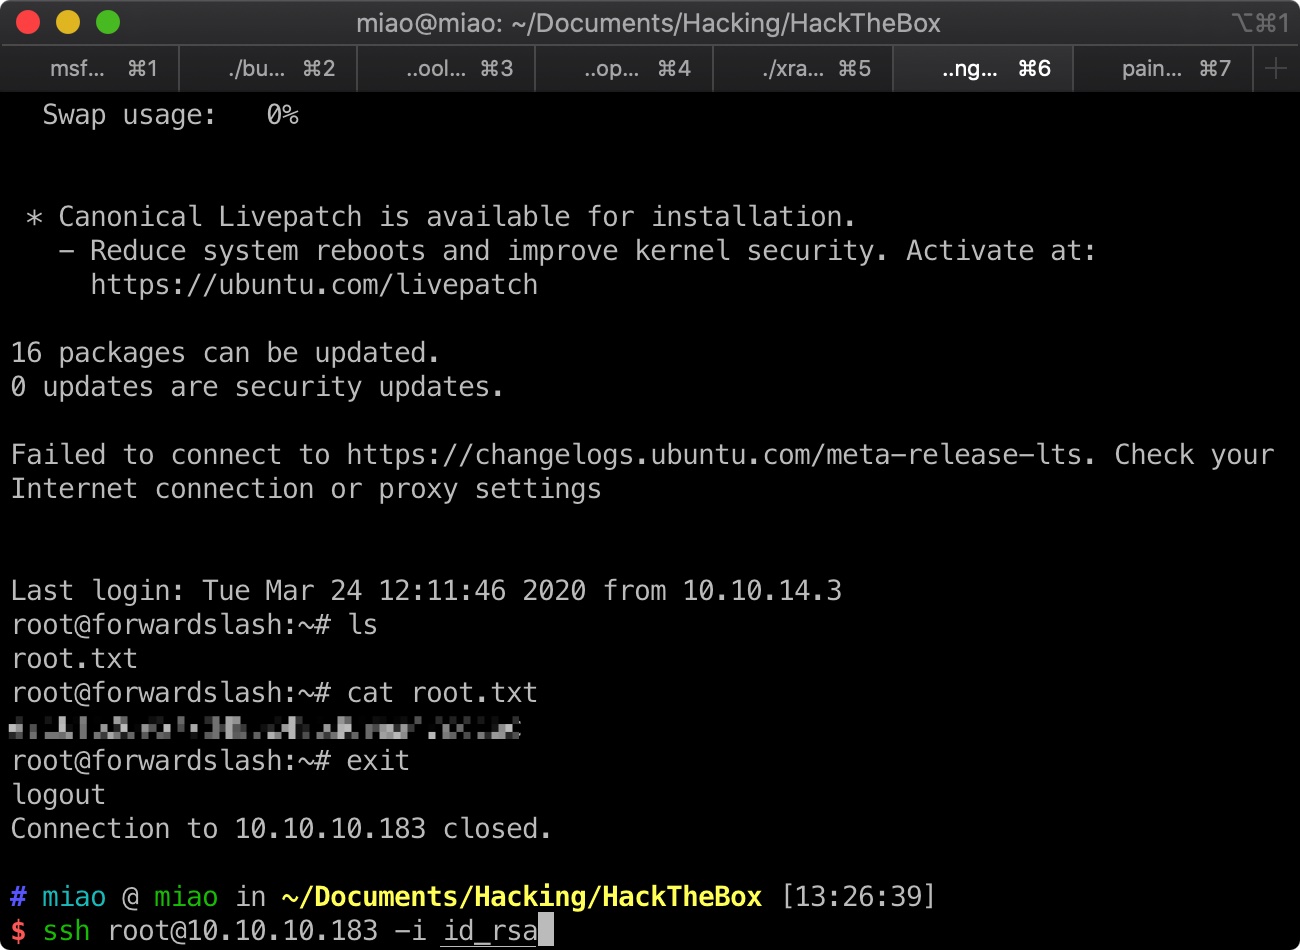 miao@miao: ~/Documents/Hacking/HackTheBox ⌥⌘1
msf... ⌘1 ./bu... ⌘2 ..ool... ⌘3 ..op... ⌘4 ./xra... ⌘5 ..ng... ⌘6 pain... ⌘7 +
Swap usage: 0%
* Canonical Livepatch is available for installation.
- Reduce system reboots and improve kernel security. Activate at:
https://ubuntu.com/livepatch
16 packages can be updated.
0 updates are security updates.
Failed to connect to https://changelogs.ubuntu.com/meta-release-lts. Check your
Internet connection or proxy settings
Last login: Tue Mar 24 12:11:46 2020 from 10.10.14.3
root@forwardslash:~# ls
root.txt
root@forwardslash:~# cat root.txt
root@forwardslash:~# exit
logout
Connection to 10.10.10.183 closed.
# miao @ miao in ~/Documents/Hacking/HackTheBox [13:26:39]
$ ssh root@10.10.10.183 -i id_rsa